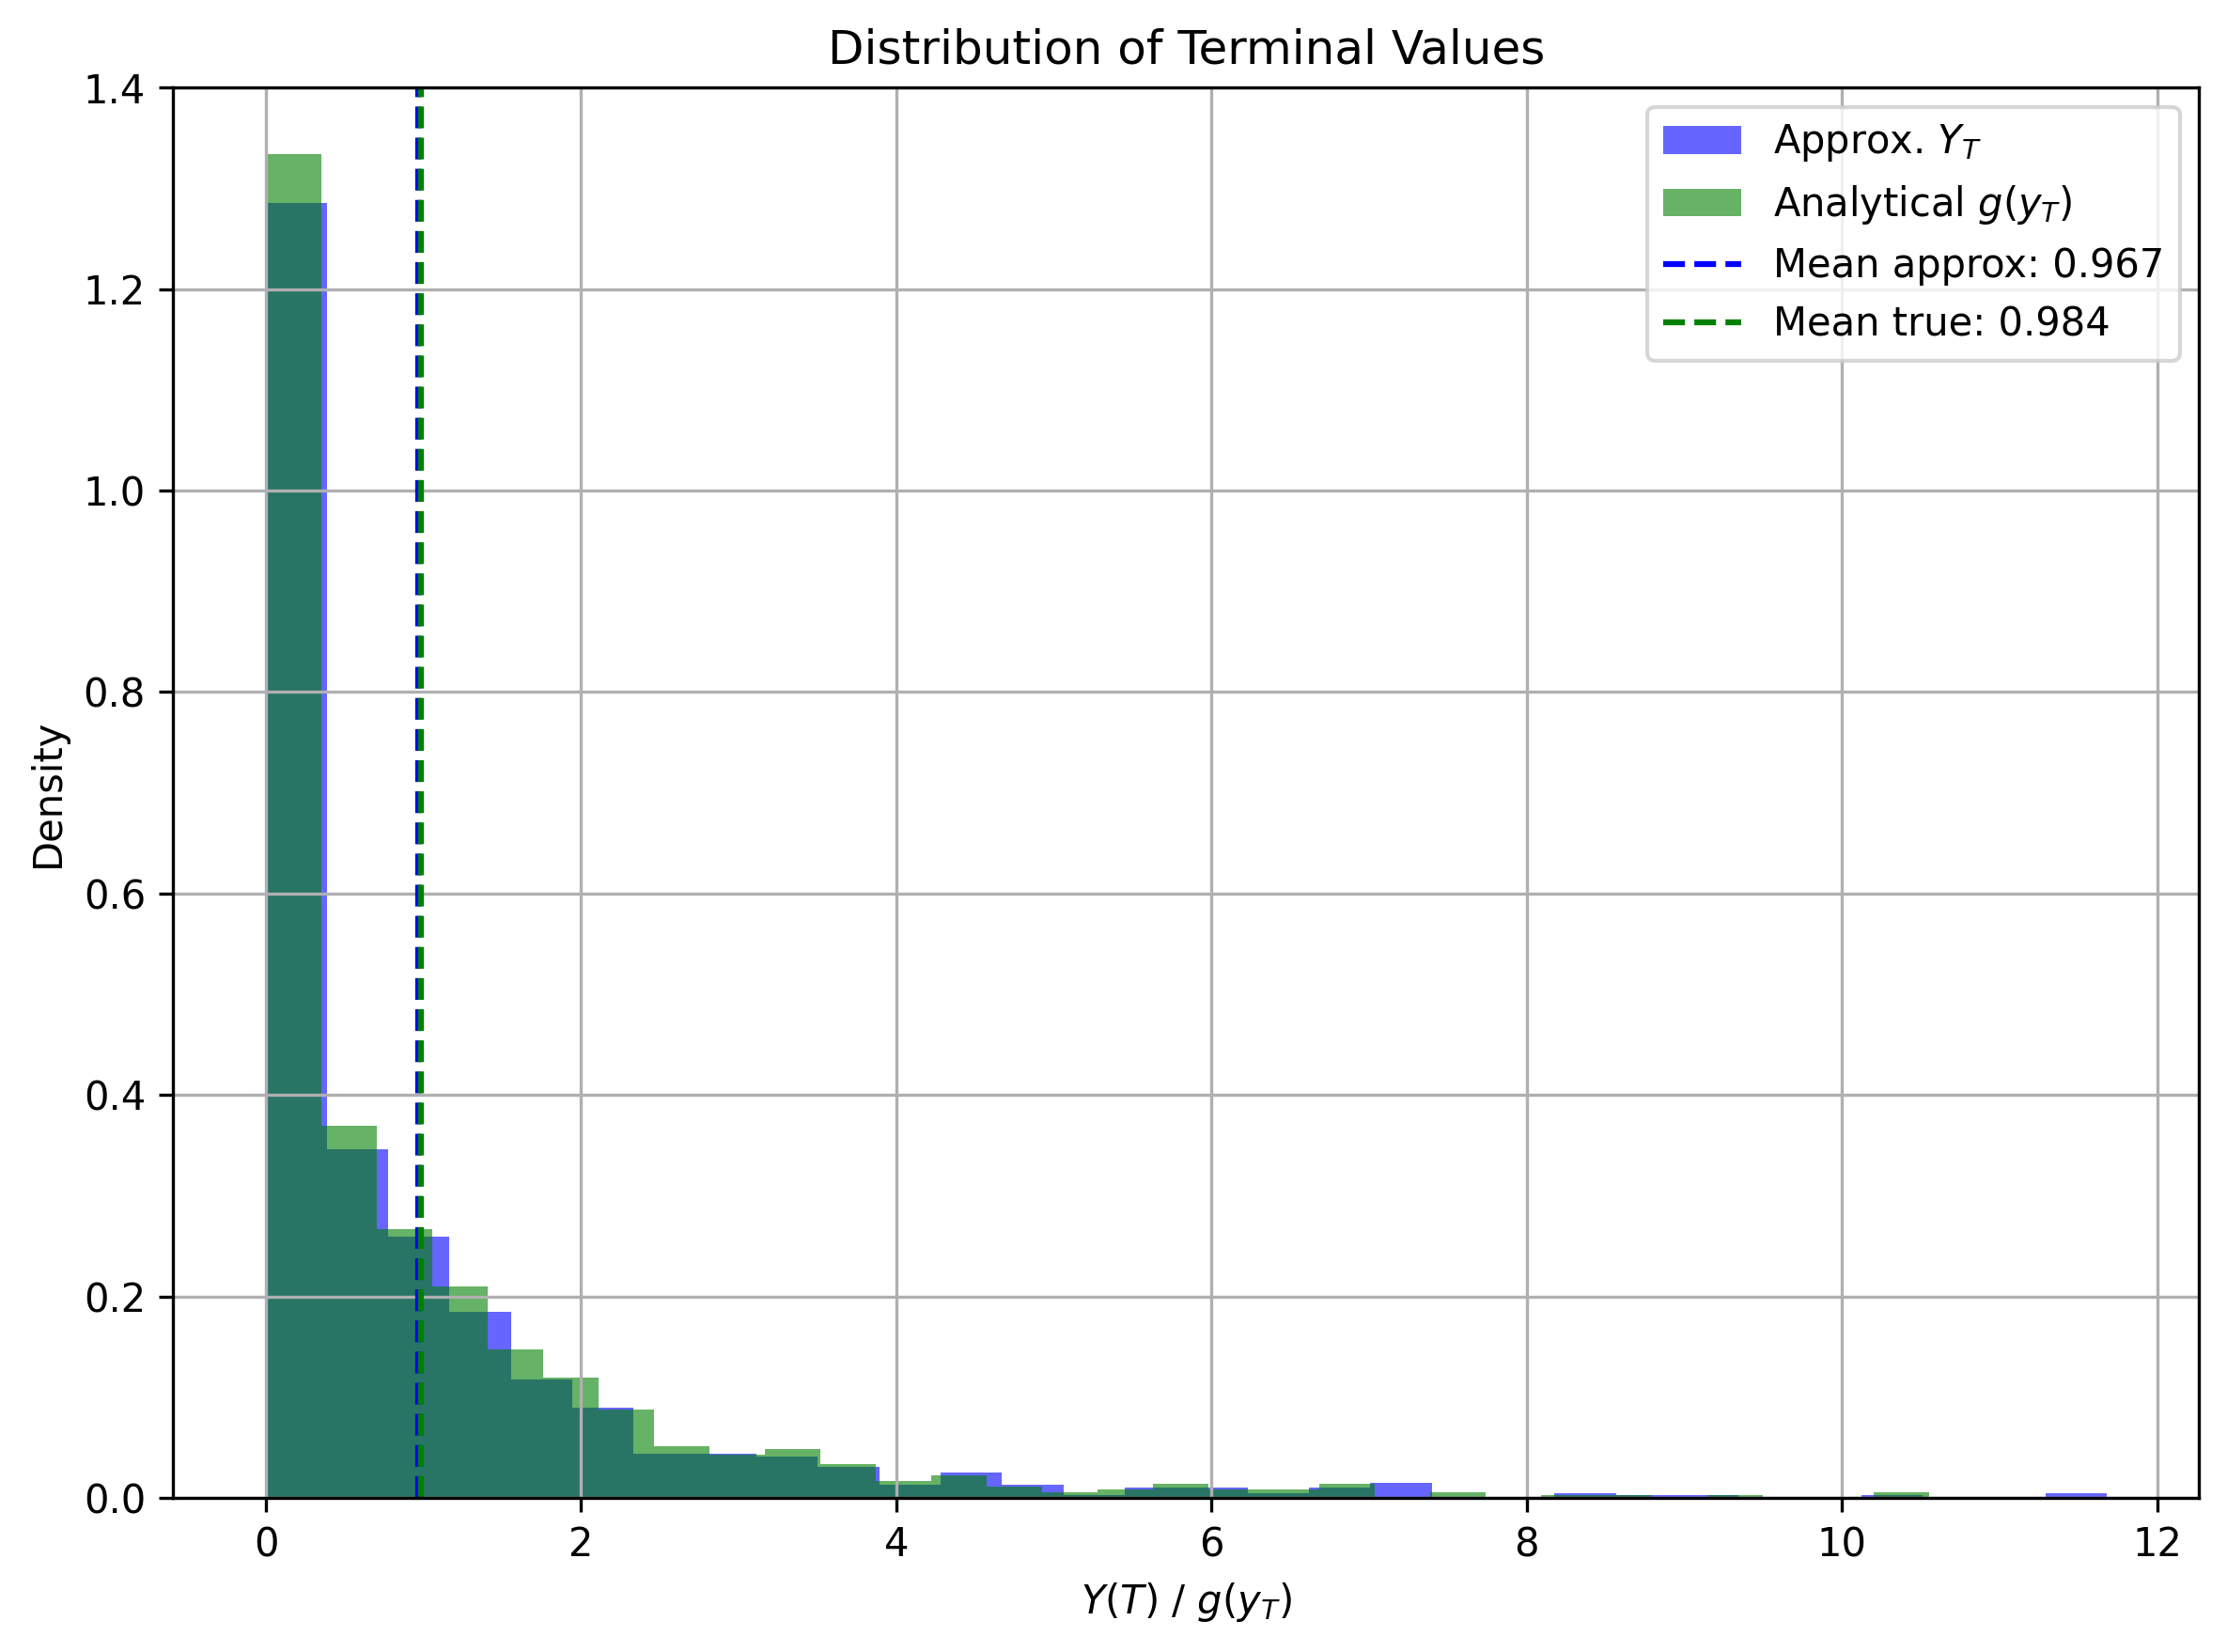 Distribution of Terminal Values
1.4
1.2
1.0
0.8
0.6
0.4
0.2
0.0
Density
Approx. $Y_T$
Analytical $g(y_T)$
Mean approx: 0.967
Mean true: 0.984
0 2 4 6 8 10 12
$Y(T)$ / $g(y_T)$